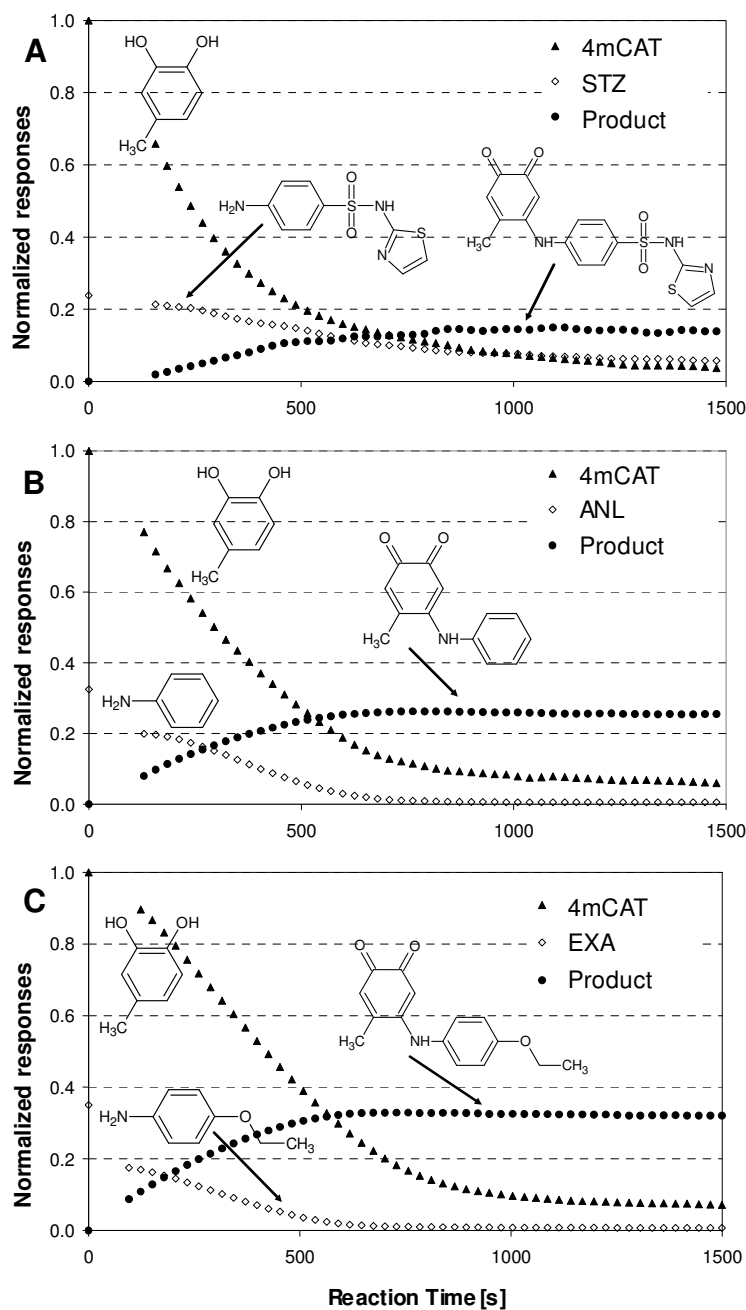 A
Normalized responses
1.0
0.8
0.6
0.4
0.2
0.0
0
500
1000
1500
▲ 4mCAT
◇ STZ
● Product
HO OH
H₃C
H₂N
O
S
O
NH
S
N
O O
H₃C
NH
O
S
O
NH
N
S
B
Normalized responses
1.0
0.8
0.6
0.4
0.2
0.0
0
500
1000
1500
▲ 4mCAT
◇ ANL
● Product
HO OH
H₃C
H₂N
O O
H₃C
NH
C
Normalized responses
1.0
0.8
0.6
0.4
0.2
0.0
0
500
1000
1500
▲ 4mCAT
◇ EXA
● Product
HO OH
H₃C
H₂N
O
CH₃
O O
H₃C
NH
O
CH₃
Reaction Time [s]